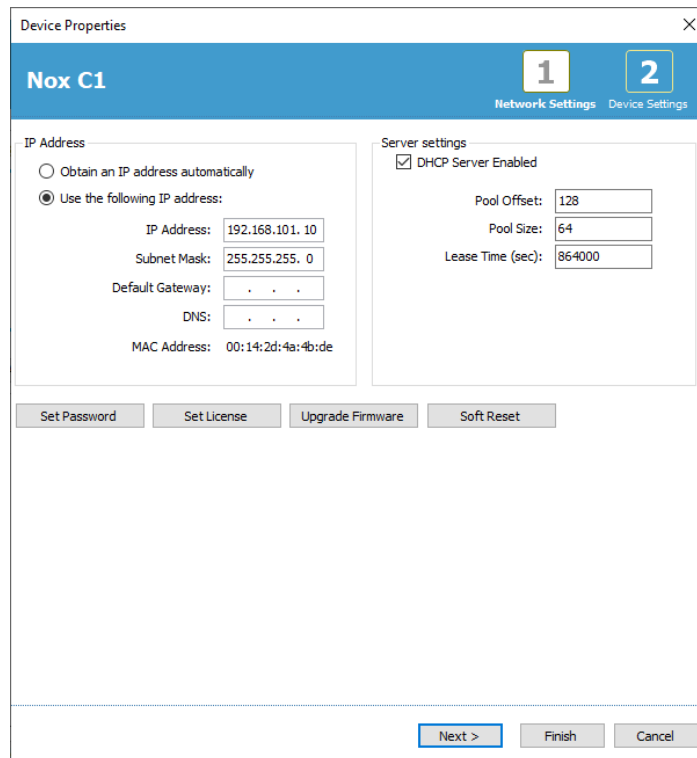 Device Properties
Nox C1
1
Network Settings
2
Device Settings
IP Address
Obtain an IP address automatically
Use the following IP address:
IP Address: 192.168.101. 10
Subnet Mask: 255.255.255. 0
Default Gateway: . . .
DNS: . . .
MAC Address: 00:14:2d:4a:4b:de
Server settings
DHCP Server Enabled
Pool Offset: 128
Pool Size: 64
Lease Time (sec): 864000
Set Password
Set License
Upgrade Firmware
Soft Reset
Next >
Finish
Cancel